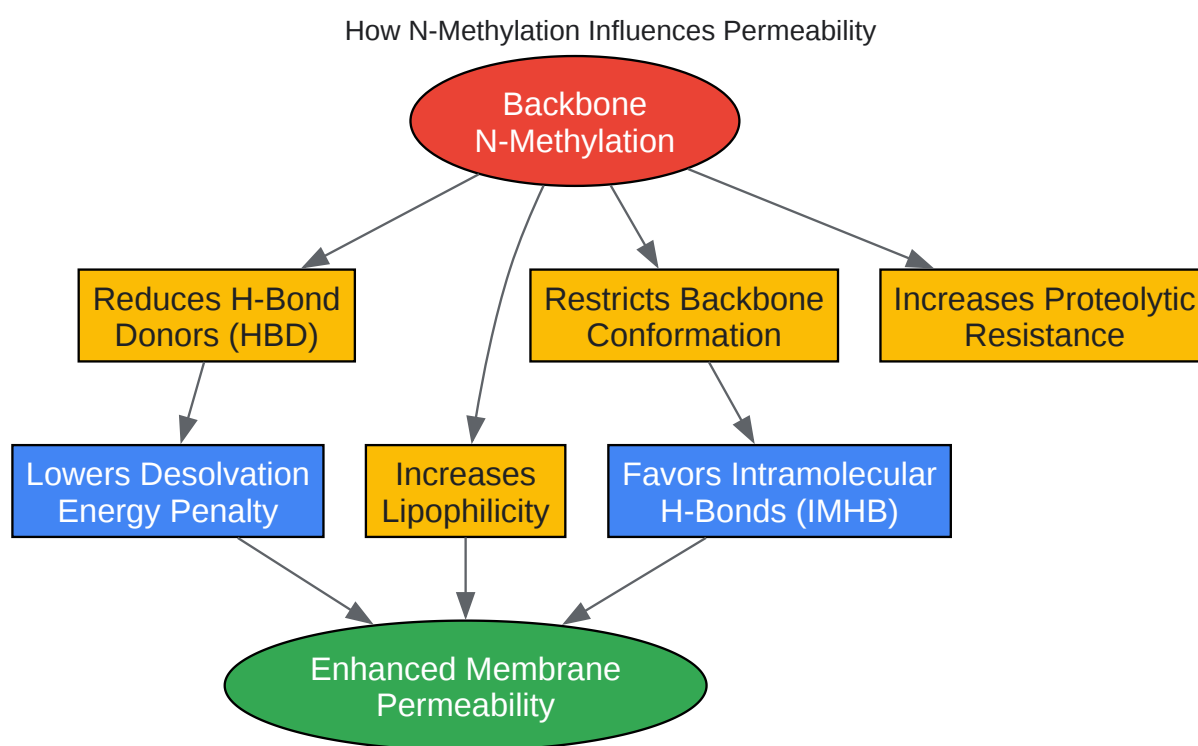 How N-Methylation Influences Permeability
Backbone
N-Methylation
Reduces H-Bond
Donors (HBD)
Restricts Backbone
Conformation
Increases Proteolytic
Resistance
Lowers Desolvation
Energy Penalty
Increases
Lipophilicity
Favors Intramolecular
H-Bonds (IMHB)
Enhanced Membrane
Permeability